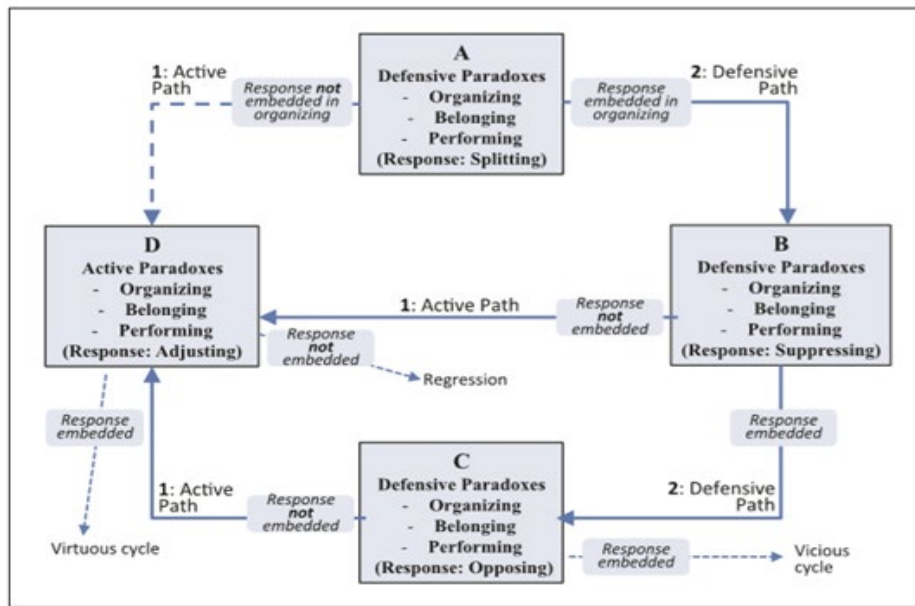 A
Defensive Paradoxes
- Organizing
- Belonging
- Performing
(Response: Splitting)
1: Active
Path
Response not
embedded in
organizing
Response
embedded in
organizing
2: Defensive
Path
D
Active Paradoxes
- Organizing
- Belonging
- Performing
(Response: Adjusting)
1: Active Path
Response
not
embedded
B
Defensive Paradoxes
- Organizing
- Belonging
- Performing
(Response: Suppressing)
Response
not
embedded
Regression
Response
embedded
Response
embedded
C
Defensive Paradoxes
- Organizing
- Belonging
- Performing
(Response: Opposing)
1: Active
Path
Response
not
embedded
2: Defensive
Path
Virtuous cycle
Response
embedded
Vicious
cycle